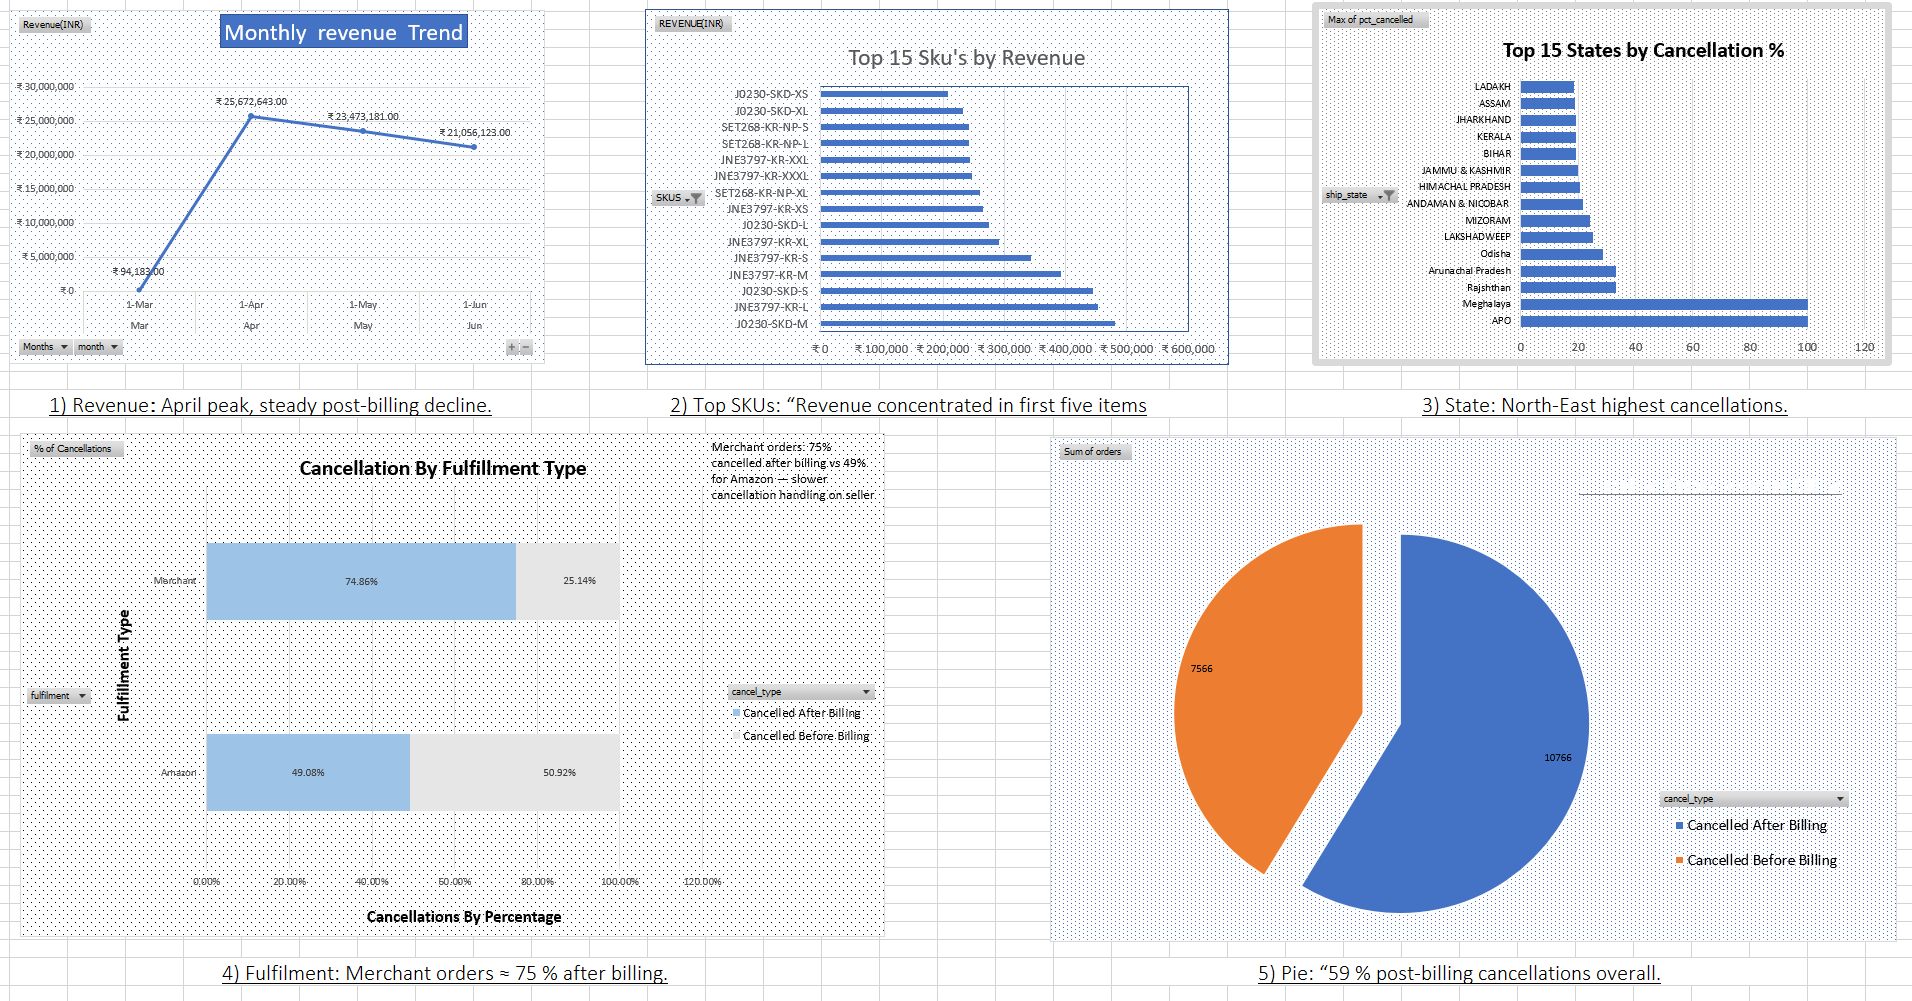 Revenue(INR)
Monthly revenue Trend
₹ 30,000,000
₹ 25,000,000
₹ 20,000,000
₹ 15,000,000
₹ 10,000,000
₹ 5,000,000
₹ 0
₹ 94,183.00
₹ 25,672,643.00
₹ 23,473,181.00
₹ 21,056,123.00
1-Mar
1-Apr
1-May
1-Jun
Mar
Apr
May
Jun
Months
month
1) Revenue: April peak, steady post-billing decline.
REVENUE(INR)
Top 15 Sku's by Revenue
SKUS
J0230-SKD-XS
J0230-SKD-XL
SET268-KR-NP-S
SET268-KR-NP-L
JNE3797-KR-XXL
JNE3797-KR-XXXL
SET268-KR-NP-XL
JNE3797-KR-XS
J0230-SKD-L
JNE3797-KR-XL
JNE3797-KR-S
JNE3797-KR-M
J0230-SKD-S
JNE3797-KR-L
J0230-SKD-M
₹ 0
₹ 100,000
₹ 200,000
₹ 300,000
₹ 400,000
₹ 500,000
₹ 600,000
2) Top SKUs: “Revenue concentrated in first five items
Max of pct_cancelled
Top 15 States by Cancellation %
ship_state
LADAKH
ASSAM
JHARKHAND
KERALA
BIHAR
JAMMU & KASHMIR
HIMACHAL PRADESH
ANDAMAN & NICOBAR
MIZORAM
LAKSHADWEEP
Odisha
Arunachal Pradesh
Rajshthan
Meghalaya
APO
0
20
40
60
80
100
120
3) State: North-East highest cancellations.
% of Cancellations
Cancellation By Fulfillment Type
Merchant orders: 75%
cancelled after billing vs 49%
for Amazon — slower
cancellation handling on seller
Fulfillment Type
fulfilment
Merchant
74.86%
25.14%
Amazon
49.08%
50.92%
cancel_type
Cancelled After Billing
Cancelled Before Billing
0.00%
20.00%
40.00%
60.00%
80.00%
100.00%
120.00%
Cancellations By Percentage
4) Fulfilment: Merchant orders ≈ 75 % after billing.
Sum of orders
7566
10766
cancel_type
Cancelled After Billing
Cancelled Before Billing
5) Pie: “59 % post-billing cancellations overall.